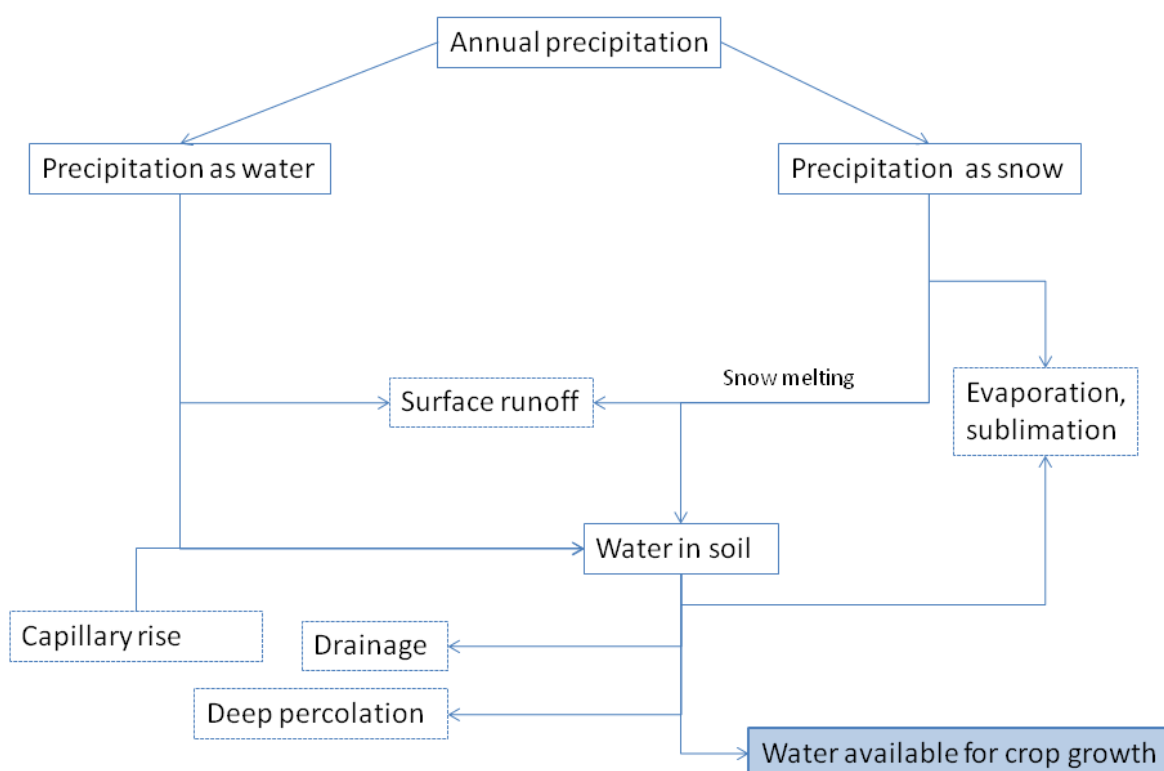 Annual precipitation
Precipitation as water
Precipitation as snow
Snow melting
Surface runoff
Evaporation,
sublimation
Water in soil
Capillary rise
Drainage
Deep percolation
Water available for crop growth